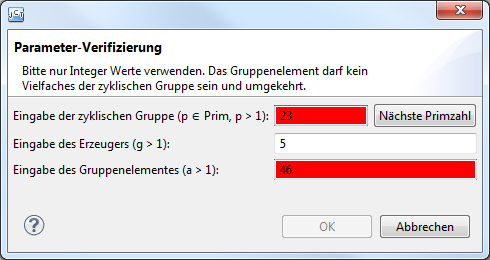 JCT
Parameter-Verifizierung
Bitte nur Integer Werte verwenden. Das Gruppenelement darf kein
Vielfaches der zyklischen Gruppe sein und umgekehrt.
Eingabe der zyklischen Gruppe (p ∈ Prim, p > 1): 23 Nächste Primzahl
Eingabe des Erzeugers (g > 1): 5
Eingabe des Gruppenelementes (a > 1): 46
? OK Abbrechen